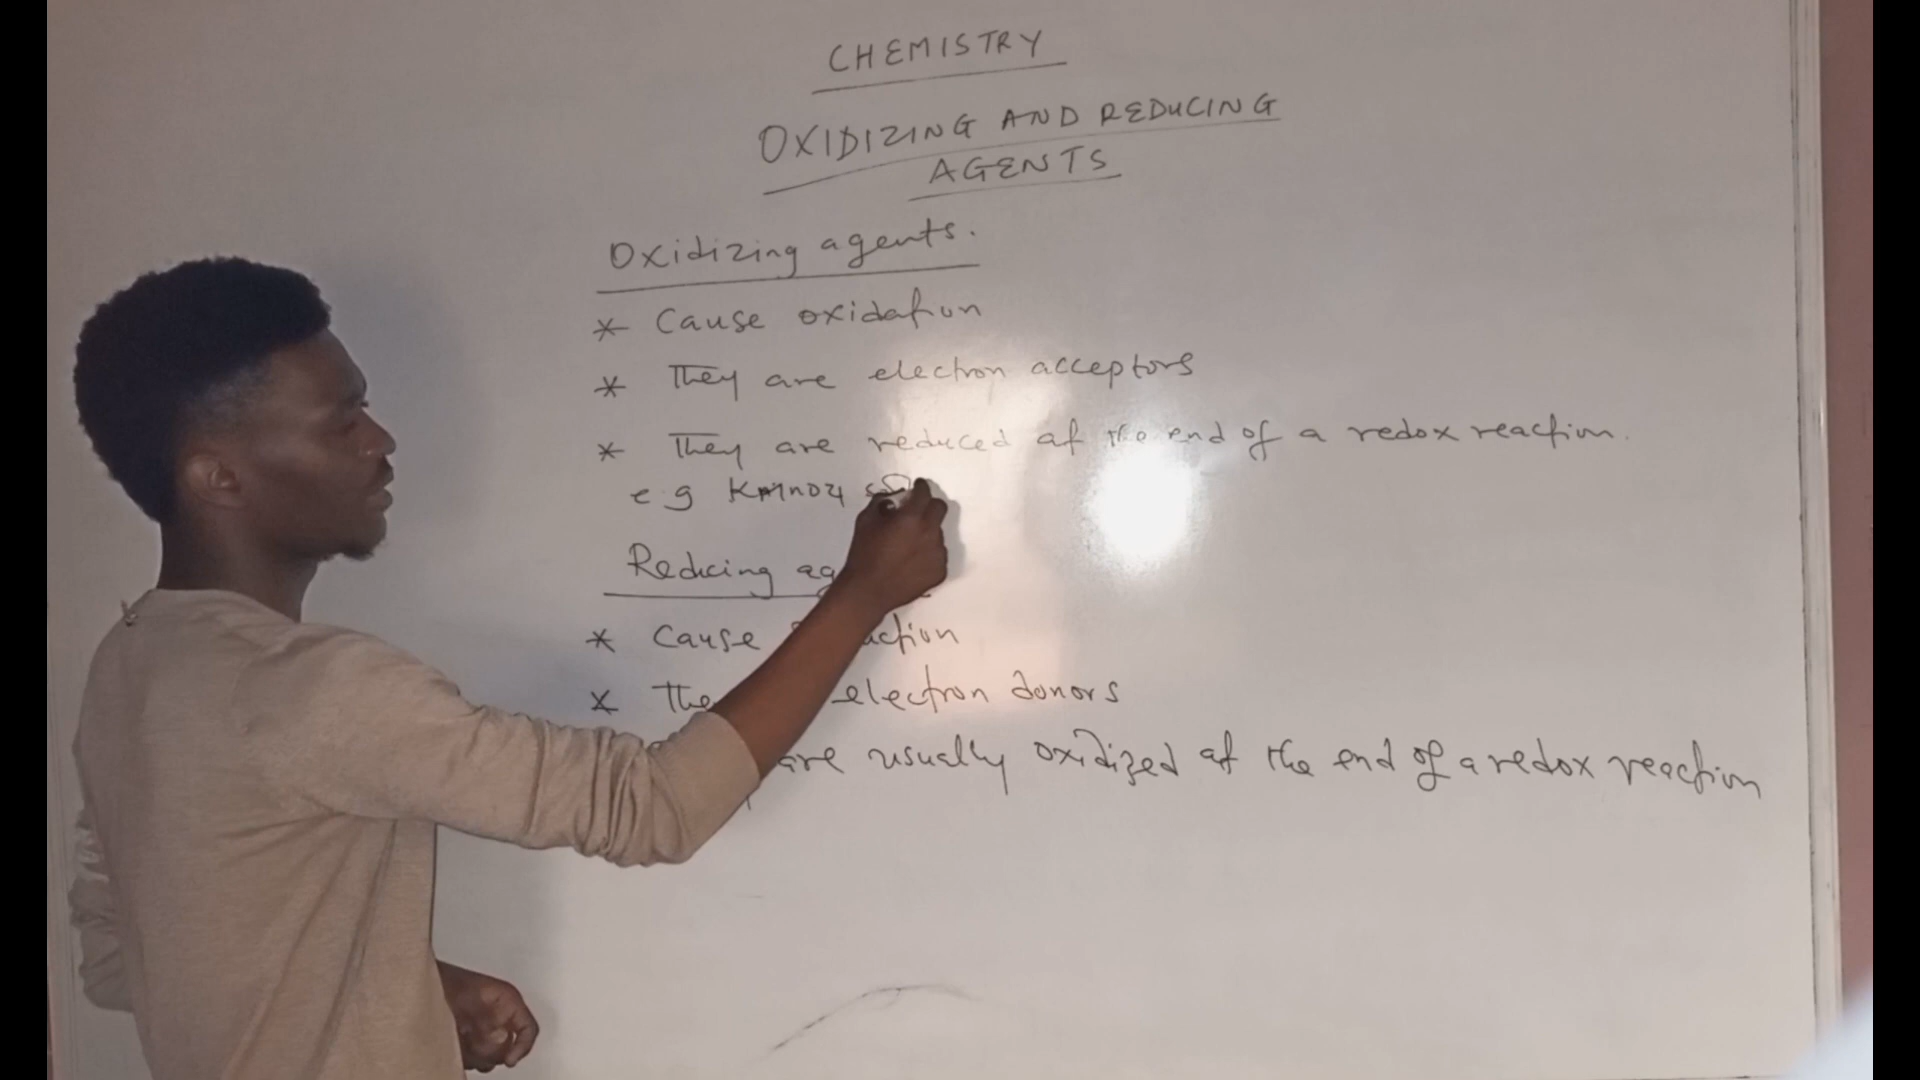 CHEMISTRY
OXIDIZING AND REDUCING
AGENTS
Oxidizing agents.
* Cause oxidation
* They are electron acceptors
* They are reduced at the end of a redox reaction.
e.g KMnO4
Reducing
* Cause
* electron donors
are usually oxidized at the end of a redox reaction